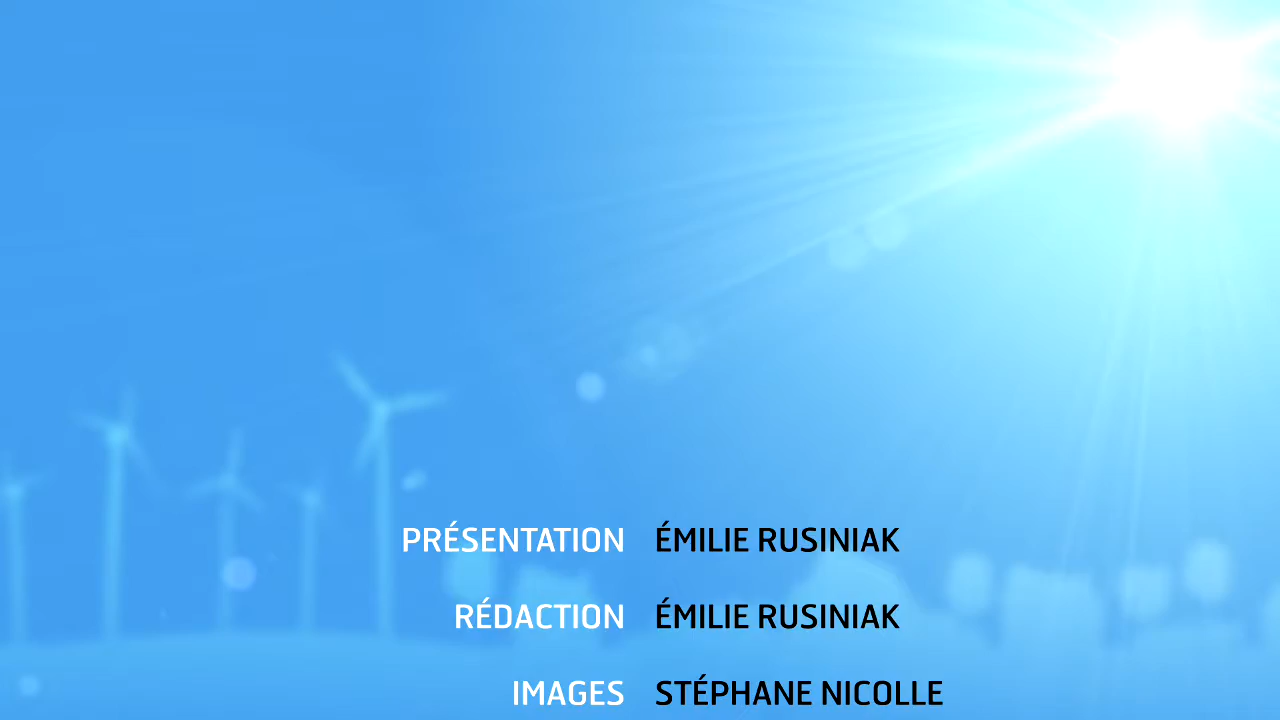 PRÉSENTATION ÉMILIE RUSINIAK
RÉDACTION ÉMILIE RUSINIAK
IMAGES STÉPHANE NICOLLE